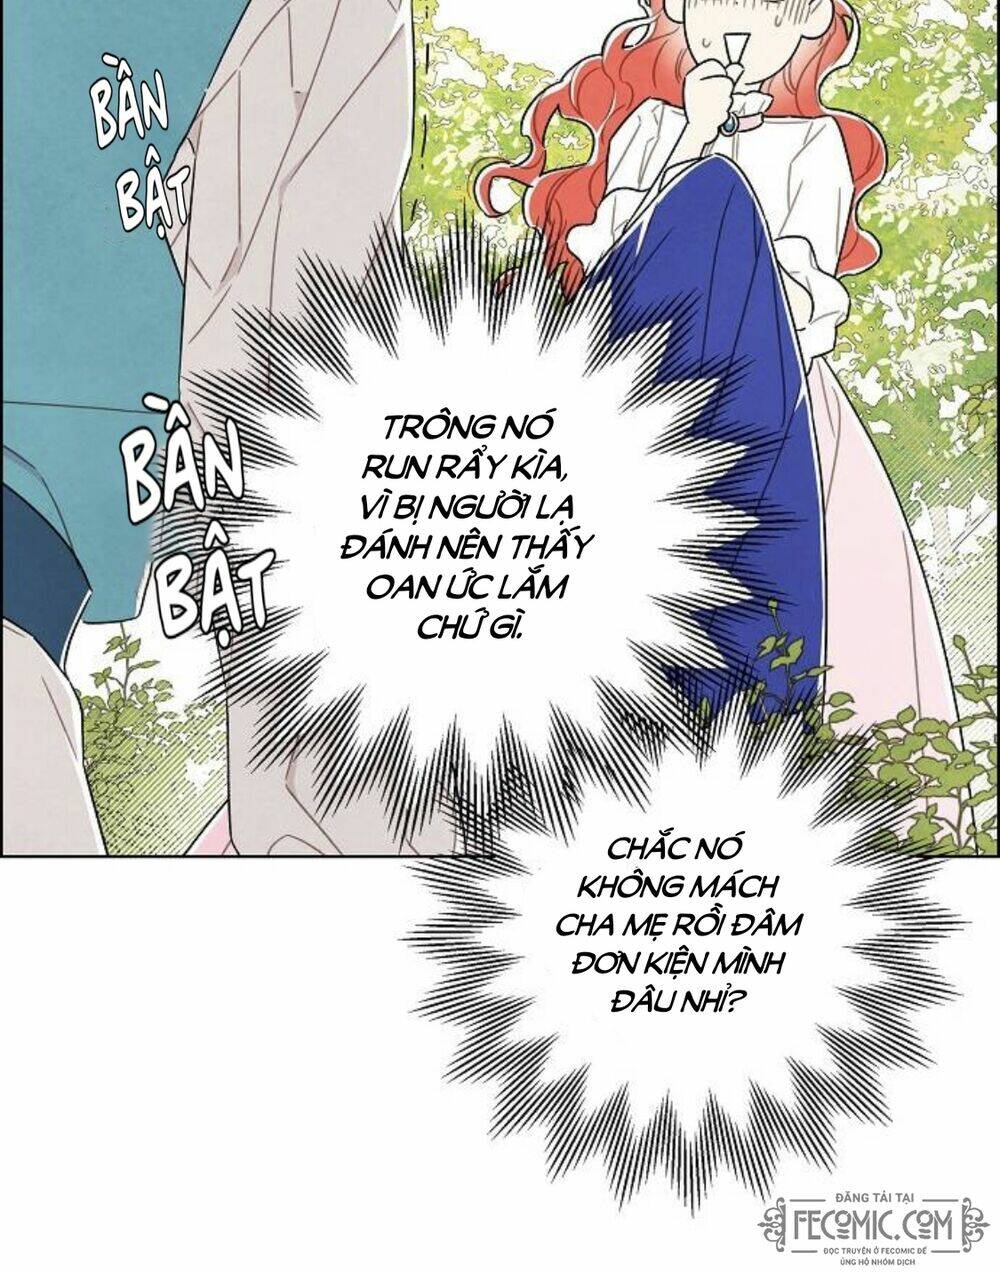 BẦN
BẬT
BẦN
BẬT
TRÔNG NÓ
RUN RẨY KÌA,
VÌ BỊ NGƯỜI LẠ
ĐÁNH NÊN THẤY
OAN ỨC LẮM
CHỨ GÌ.
CHẮC NÓ
KHÔNG MÁCH
CHA MẸ RỒI ĐÂM
ĐƠN KIỆN MÌNH
ĐÂU NHỈ?
ĐĂNG TẢI TẠI
FECOMIC.COM
ĐỌC TRUYỆN Ở FECOMIC ĐỂ
ỦNG HỘ NHÓM DỊCH